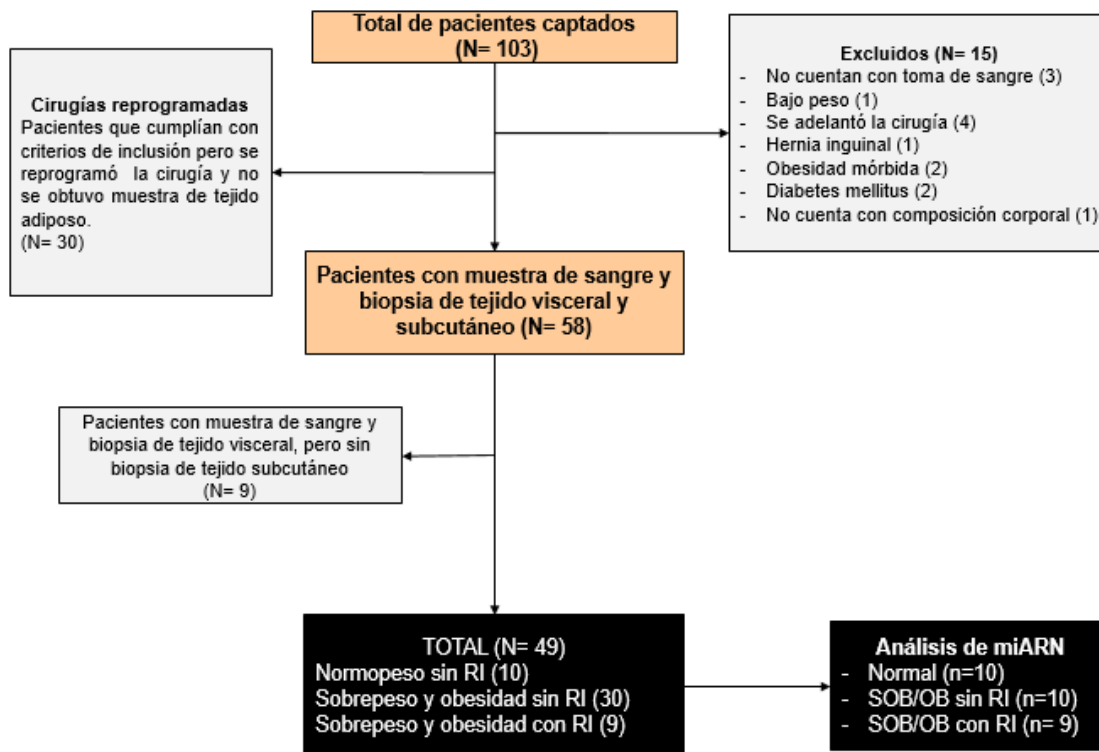 Total de pacientes captados
(N= 103)
Cirugías reprogramadas
Pacientes que cumplían con
criterios de inclusión pero se
reprogramó la cirugía y no
se obtuvo muestra de tejido
adiposo.
(N= 30)
Excluidos (N= 15)
- No cuentan con toma de sangre (3)
- Bajo peso (1)
- Se adelantó la cirugía (4)
- Hernia inguinal (1)
- Obesidad mórbida (2)
- Diabetes mellitus (2)
- No cuenta con composición corporal (1)
Pacientes con muestra de sangre y
biopsia de tejido visceral y
subcutáneo (N= 58)
Pacientes con muestra de sangre y
biopsia de tejido visceral, pero sin
biopsia de tejido subcutáneo
(N= 9)
TOTAL (N= 49)
Normopeso sin RI (10)
Sobrepeso y obesidad sin RI (30)
Sobrepeso y obesidad con RI (9)
Análisis de miARN
- Normal (n=10)
- SOB/OB sin RI (n=10)
- SOB/OB con RI (n= 9)